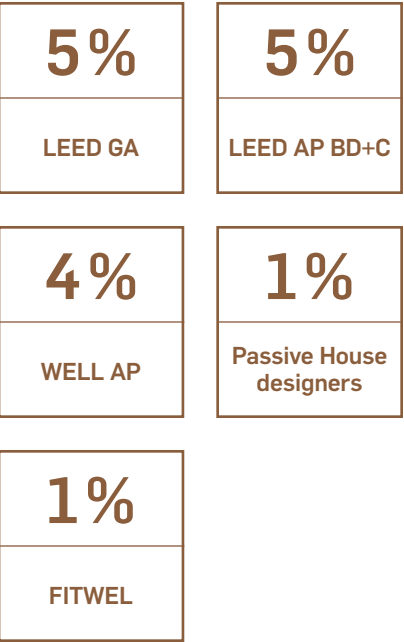 5%
LEED GA
5%
LEED AP BD+C
4%
WELL AP
1%
Passive House
designers
1%
FITWEL